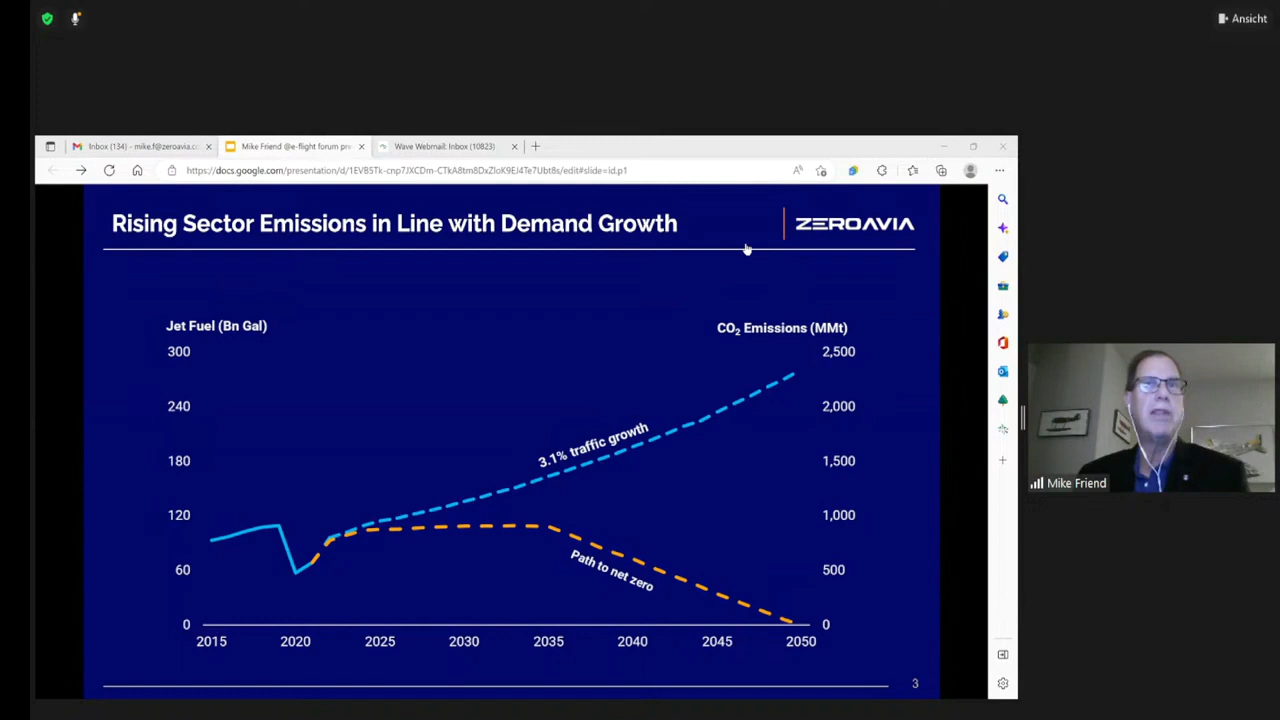 Ansicht
Inbox (134) - mike.f@zeroavia.cc
Mike Friend @e-flight forum pre
Wave Webmail: Inbox (10823)
https://docs.google.com/presentation/d/1EVB5Tk-cnp7JXCDm-CTkA8tm8DxZloK9EJ4Te7Ubt8s/edit#slide=id.p1
Rising Sector Emissions in Line with Demand Growth
ZEROAVIA
Jet Fuel (Bn Gal)
CO₂ Emissions (MMt)
300
2,500
240
2,000
3.1% traffic growth
180
1,500
120
1,000
Path to net zero
60
500
0
0
2015 2020 2025 2030 2035 2040 2045 2050
3
Mike Friend